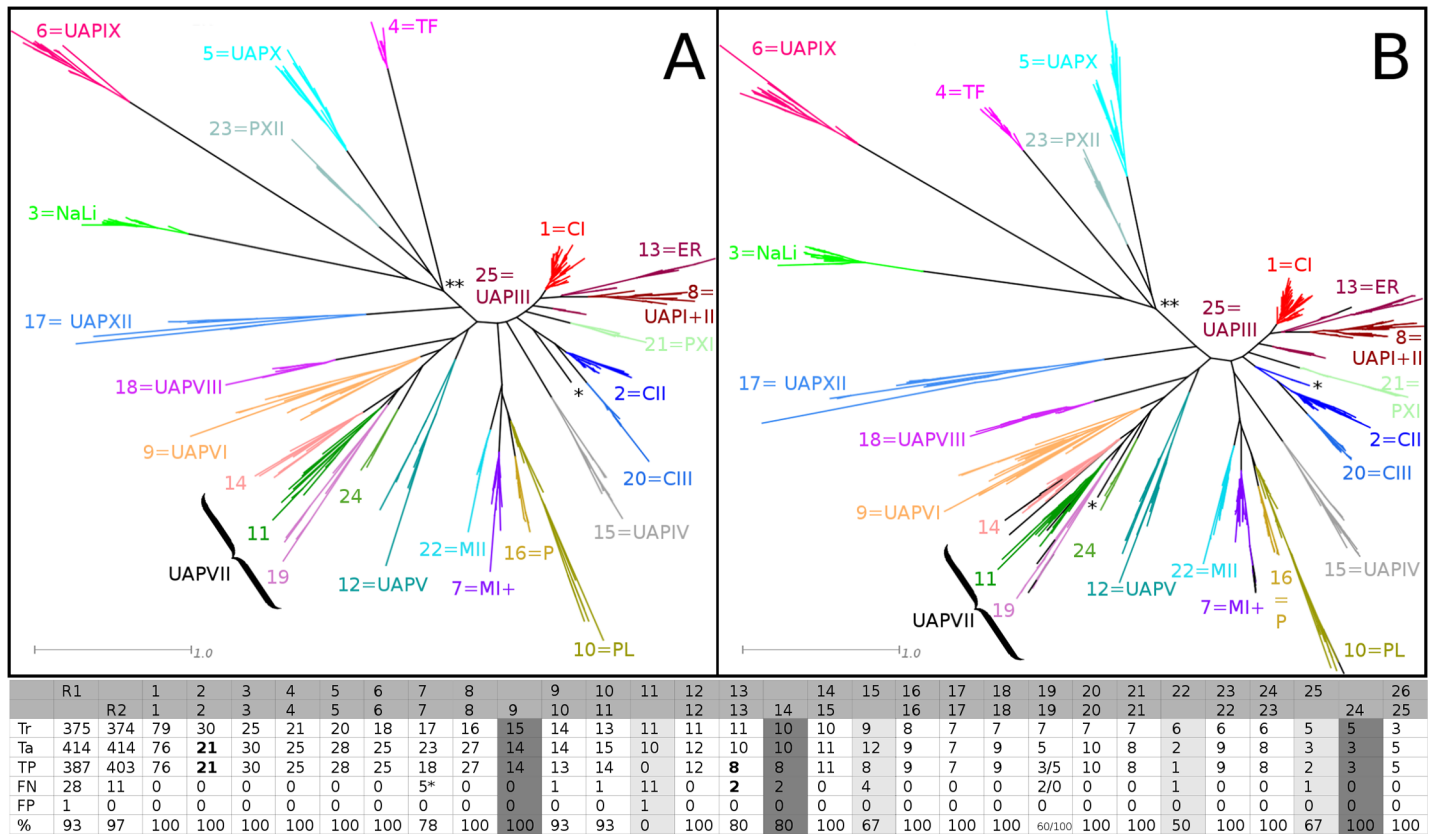 A
6=UAPIX
4=TF
5=UAPX
23=PXII
3=NaLi
1=CI
13=ER
**
25=
UAPIII
8=
UAPI+II
17= UAPXII
21=PXI
18=UAPVIII
*
2=CII
9=UAPVI
20=CIII
14
24
11
15=UAPIV
22=MII
16=P
UAPVII
19
12=UAPV
7=MI+
10=PL
1.0
B
6=UAPIX
5=UAPX
4=TF
23=PXII
3=NaLi
1=CI
13=ER
**
25=
UAPIII
8=
UAPI+II
17= UAPXII
*
21=
PXI
18=UAPVIII
2=CII
20=CIII
9=UAPVI
*
14
24
11
15=UAPIV
22=MII
16
=
P
12=UAPV
7=MI+
19
UAPVII
10=PL
1.0
R1 1 2 3 4 5 6 7 8 9 10 11 12 13 14 15 16 17 18 19 20 21 22 23 24 25 26
R2 1 2 3 4 5 6 7 8 9 10 11 12 13 14 15 16 17 18 19 20 21 22 23 24 25
Tr 375 374 79 30 25 21 20 18 17 16 15 14 13 11 11 11 10 10 9 8 7 7 7 7 7 6 6 6 5 5 3
Ta 414 414 76 21 30 25 28 25 23 27 14 14 15 10 12 10 10 11 12 9 7 9 5 10 8 2 9 8 3 3 5
TP 387 403 76 21 30 25 28 25 18 27 14 13 14 0 12 8 8 11 8 9 7 9 3/5 10 8 1 9 8 2 3 5
FN 28 11 0 0 0 0 0 0 5* 0 0 1 1 11 0 2 2 0 4 0 0 0 2/0 0 0 1 0 0 1 0 0
FP 1 0 0 0 0 0 0 0 0 0 0 0 0 1 0 0 0 0 0 0 0 0 0 0 0 0 0 0 0 0 0
% 93 97 100 100 100 100 100 100 78 100 100 93 93 0 100 80 80 100 67 100 100 100 60/100 100 100 50 100 100 67 100 100